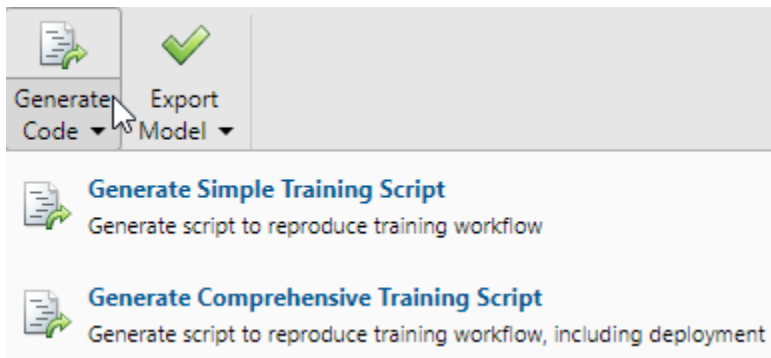 Generate Export
Code Model
Generate Simple Training Script
Generate script to reproduce training workflow
Generate Comprehensive Training Script
Generate script to reproduce training workflow, including deployment